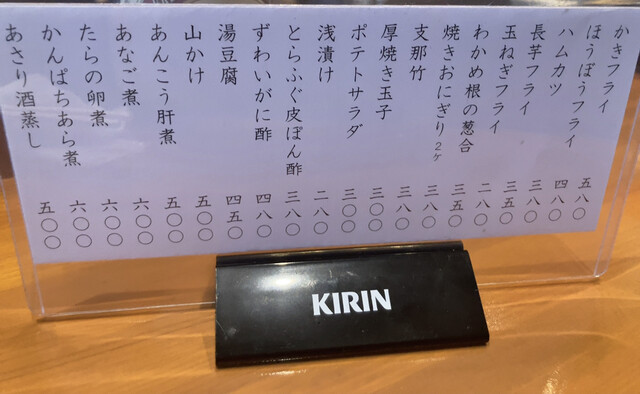 かきフライ 五八〇
ほうぼうフライ 四八〇
ハムカツ 三八〇
長芋フライ 三五〇
玉ねぎフライ 二八〇
わかめ根の葱合 三五〇
焼きおにぎり2ヶ 三八〇
支那竹 三八〇
厚焼き玉子 三〇〇
ポテトサラダ 三〇〇
浅漬け 二八〇
とらふぐ皮ぽん酢 三八〇
ずわいがに酢 四八〇
湯豆腐 四五〇
山かけ 五〇〇
あんこう肝煮 五〇〇
あなご煮 六〇〇
たらの卵煮 六〇〇
かんぱちあら煮 六〇〇
あさり酒蒸し 五〇〇
KIRIN